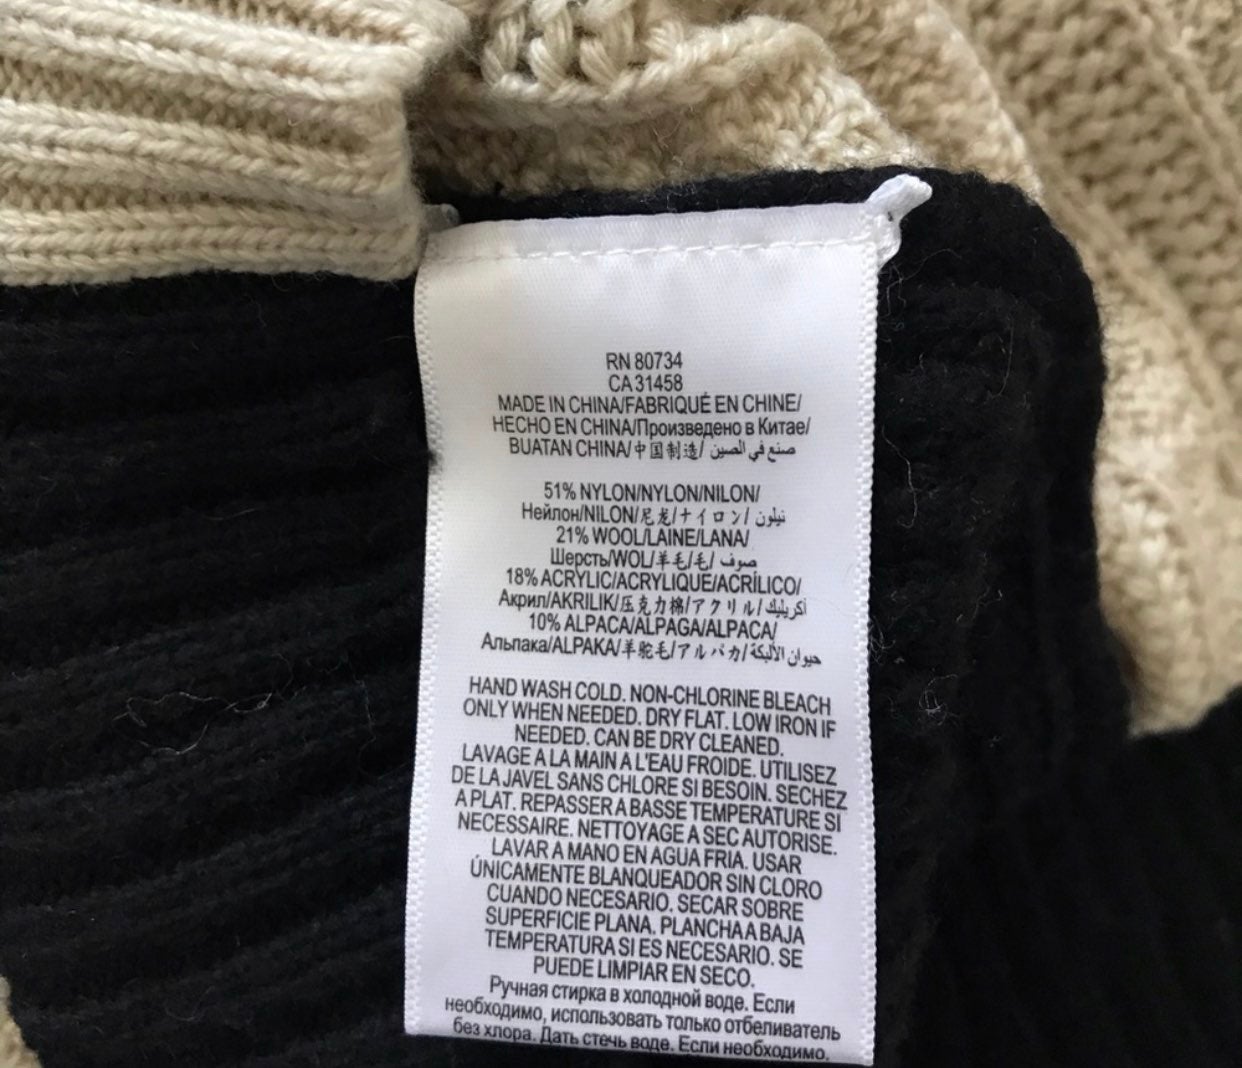 RN 80734
CA 31458
MADE IN CHINA/FABRIQUÉ EN CHINE/
HECHO EN CHINA/Произведено в Китае/
BUATAN CHINA/中国制造/ صنع في الصين
51% NYLON/NYLON/NILON/
Нейлон/NILON/尼龙/ナイロン/ نيلون
21% WOOL/LAINE/LANA/
Шерсть/WOL/羊毛/毛/ صوف
18% ACRYLIC/ACRYLIQUE/ACRÍLICO/
Акрил/AKRILIK/压克力棉/アクリル/ أكريليك
10% ALPACA/ALPAGA/ALPACA/
Альпака/ALPAKA/羊驼毛/アルパカ/ حيوان الألبكة
HAND WASH COLD. NON-CHLORINE BLEACH
ONLY WHEN NEEDED. DRY FLAT. LOW IRON IF
NEEDED. CAN BE DRY CLEANED.
LAVAGE A LA MAIN A L'EAU FROIDE. UTILISEZ
DE LA JAVEL SANS CHLORE SI BESOIN. SECHEZ
A PLAT. REPASSER A BASSE TEMPERATURE SI
NECESSAIRE. NETTOYAGE A SEC AUTORISE.
LAVAR A MANO EN AGUA FRIA. USAR
ÚNICAMENTE BLANQUEADOR SIN CLORO
CUANDO NECESARIO. SECAR SOBRE
SUPERFICIE PLANA. PLANCHA A BAJA
TEMPERATURA SI ES NECESARIO. SE
PUEDE LIMPIAR EN SECO.
Ручная стирка в холодной воде. Если
необходимо, использовать только отбеливатель
без хлора. Дать стечь воде. Если необходимо,